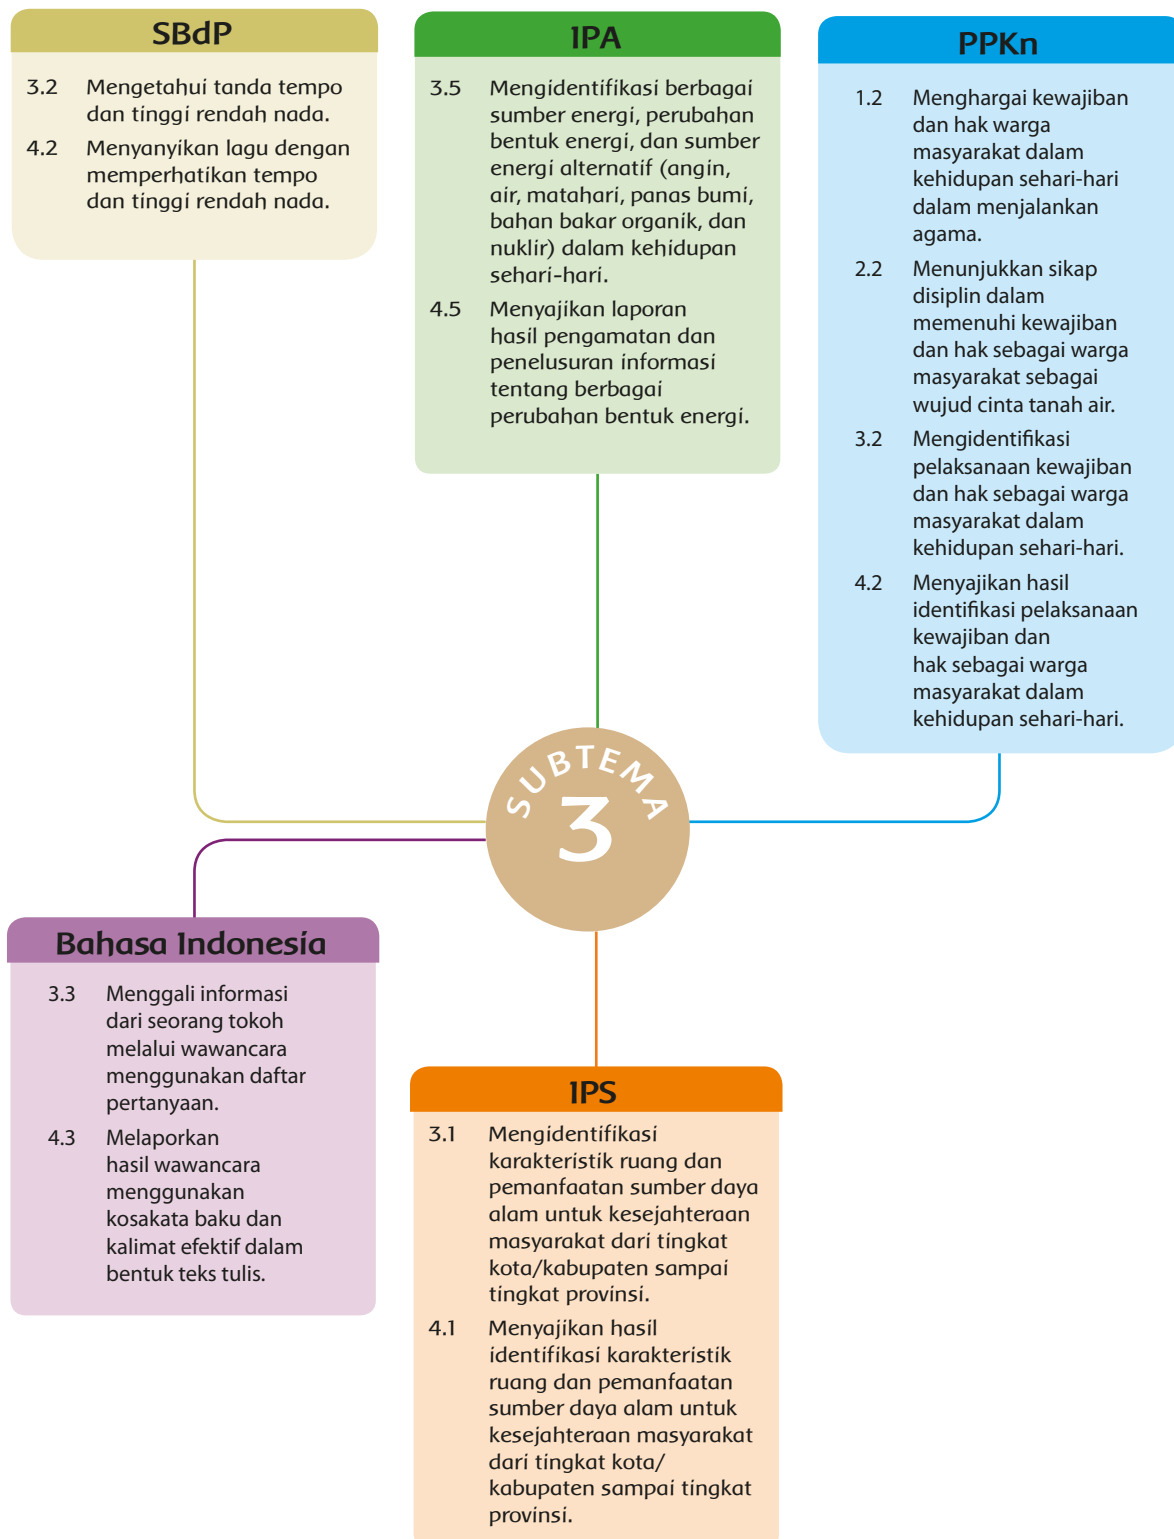 SBdP
3.2 Mengetahui tanda tempo
dan tinggi rendah nada.
4.2 Menyanyikan lagu dengan
memperhatikan tempo
dan tinggi rendah nada.
IPA
3.5 Mengidentifikasi berbagai
sumber energi, perubahan
bentuk energi, dan sumber
energi alternatif (angin,
air, matahari, panas bumi,
bahan bakar organik, dan
nuklir) dalam kehidupan
sehari-hari.
4.5 Menyajikan laporan
hasil pengamatan dan
penelusuran informasi
tentang berbagai
perubahan bentuk energi.
PPKn
1.2 Menghargai kewajiban
dan hak warga
masyarakat dalam
kehidupan sehari-hari
dalam menjalankan
agama.
2.2 Menunjukkan sikap
disiplin dalam
memenuhi kewajiban
dan hak sebagai warga
masyarakat sebagai
wujud cinta tanah air.
3.2 Mengidentifikasi
pelaksanaan kewajiban
dan hak sebagai warga
masyarakat dalam
kehidupan sehari-hari.
4.2 Menyajikan hasil
identifikasi pelaksanaan
kewajiban dan
hak sebagai warga
masyarakat dalam
kehidupan sehari-hari.
SUBTEMA
3
Bahasa Indonesia
3.3 Menggali informasi
dari seorang tokoh
melalui wawancara
menggunakan daftar
pertanyaan.
4.3 Melaporkan
hasil wawancara
menggunakan
kosakata baku dan
kalimat efektif dalam
bentuk teks tulis.
IPS
3.1 Mengidentifikasi
karakteristik ruang dan
pemanfaatan sumber daya
alam untuk kesejahteraan
masyarakat dari tingkat
kota/kabupaten sampai
tingkat provinsi.
4.1 Menyajikan hasil
identifikasi karakteristik
ruang dan pemanfaatan
sumber daya alam untuk
kesejahteraan masyarakat
dari tingkat kota/
kabupaten sampai tingkat
provinsi.